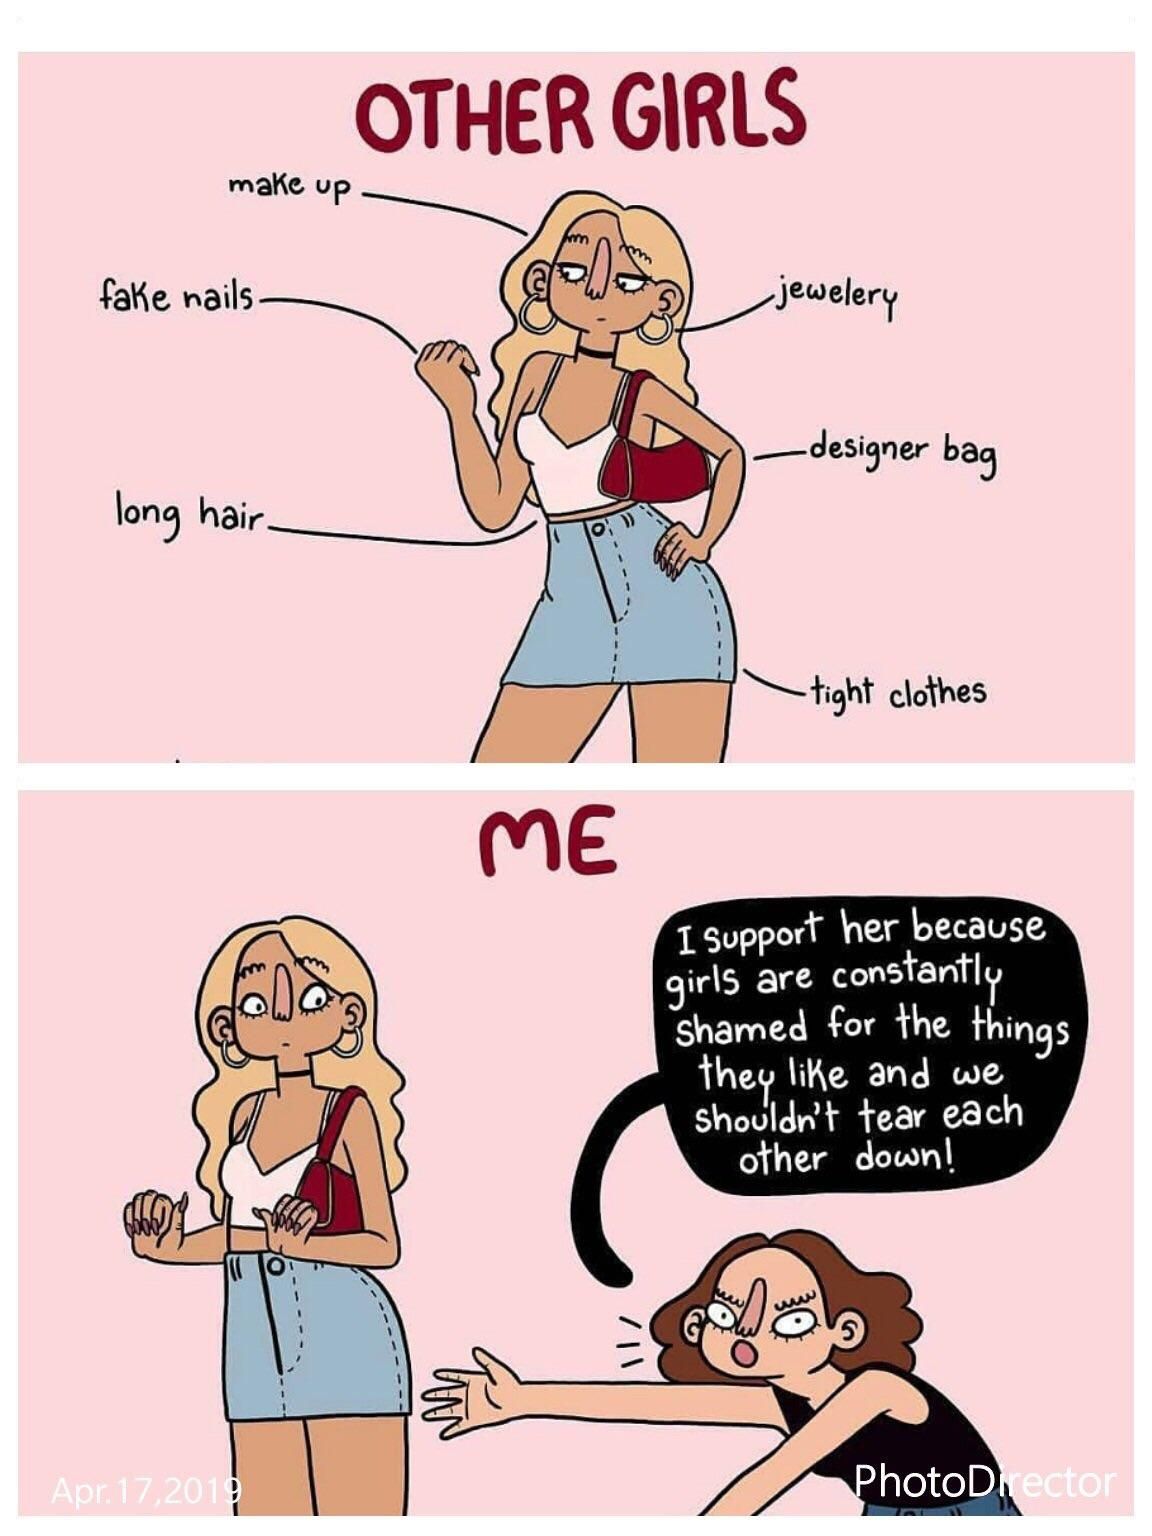 OTHER GIRLS
make up
fake nails
jewelery
designer bag
long hair
tight clothes
ME
I support her because
girls are constantly
shamed for the things
they like and we
shouldn't tear each
other down!
Apr.17,2019
PhotoDirector